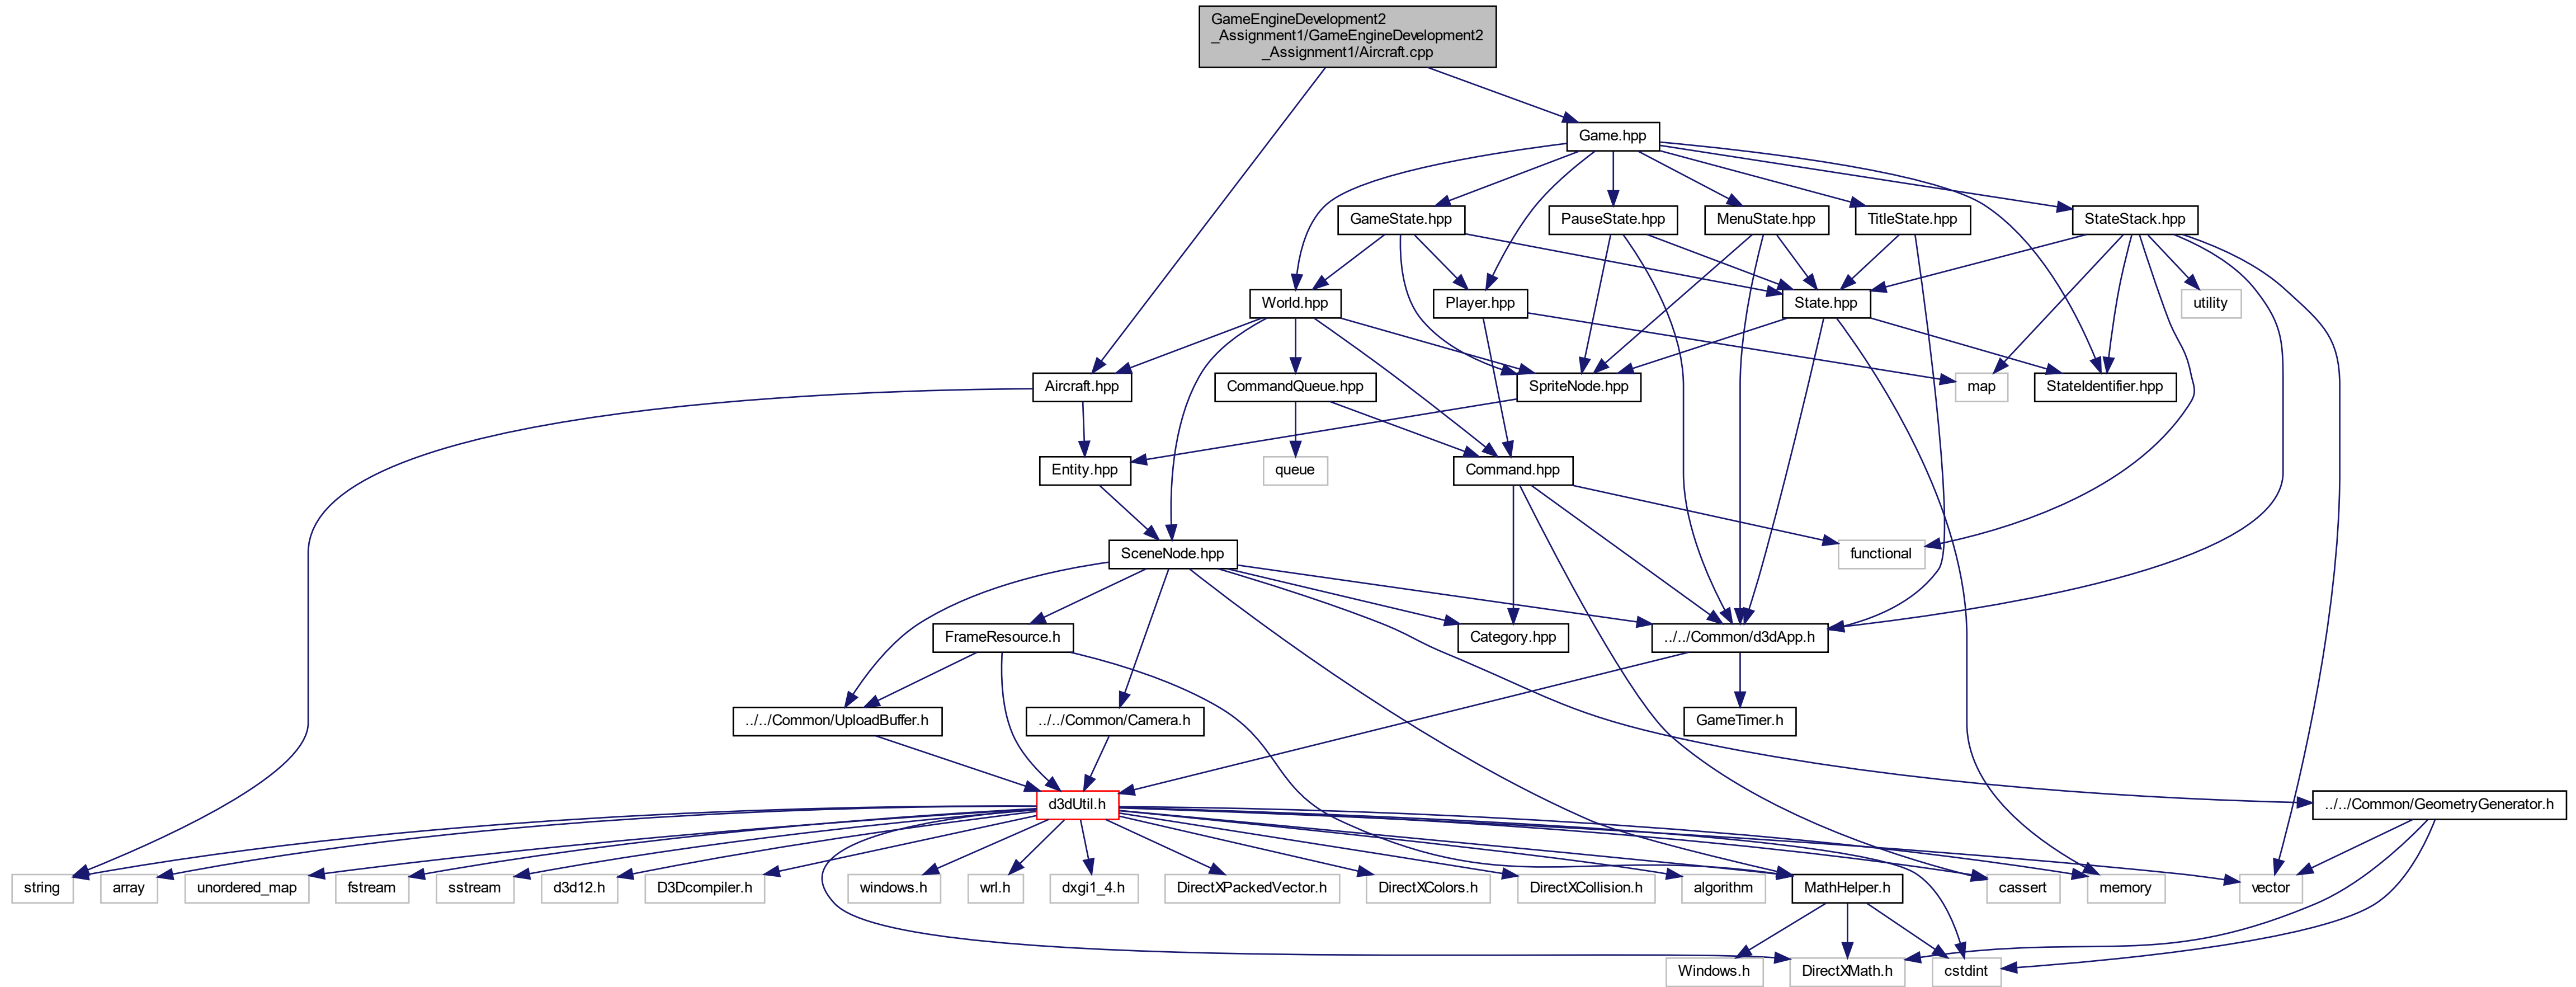 GameEngineDevelopment2
_Assignment1/GameEngineDevelopment2
_Assignment1/Aircraft.cpp
Game.hpp
GameState.hpp
PauseState.hpp
MenuState.hpp
TitleState.hpp
StateStack.hpp
World.hpp
Player.hpp
State.hpp
utility
Aircraft.hpp
CommandQueue.hpp
SpriteNode.hpp
map
StateIdentifier.hpp
Entity.hpp
queue
Command.hpp
SceneNode.hpp
functional
FrameResource.h
Category.hpp
../../Common/d3dApp.h
../../Common/UploadBuffer.h
../../Common/Camera.h
GameTimer.h
d3dUtil.h
../../Common/GeometryGenerator.h
string
array
unordered_map
fstream
sstream
d3d12.h
D3Dcompiler.h
windows.h
wrl.h
dxgi1_4.h
DirectXPackedVector.h
DirectXColors.h
DirectXCollision.h
algorithm
MathHelper.h
cassert
memory
vector
Windows.h
DirectXMath.h
cstdint